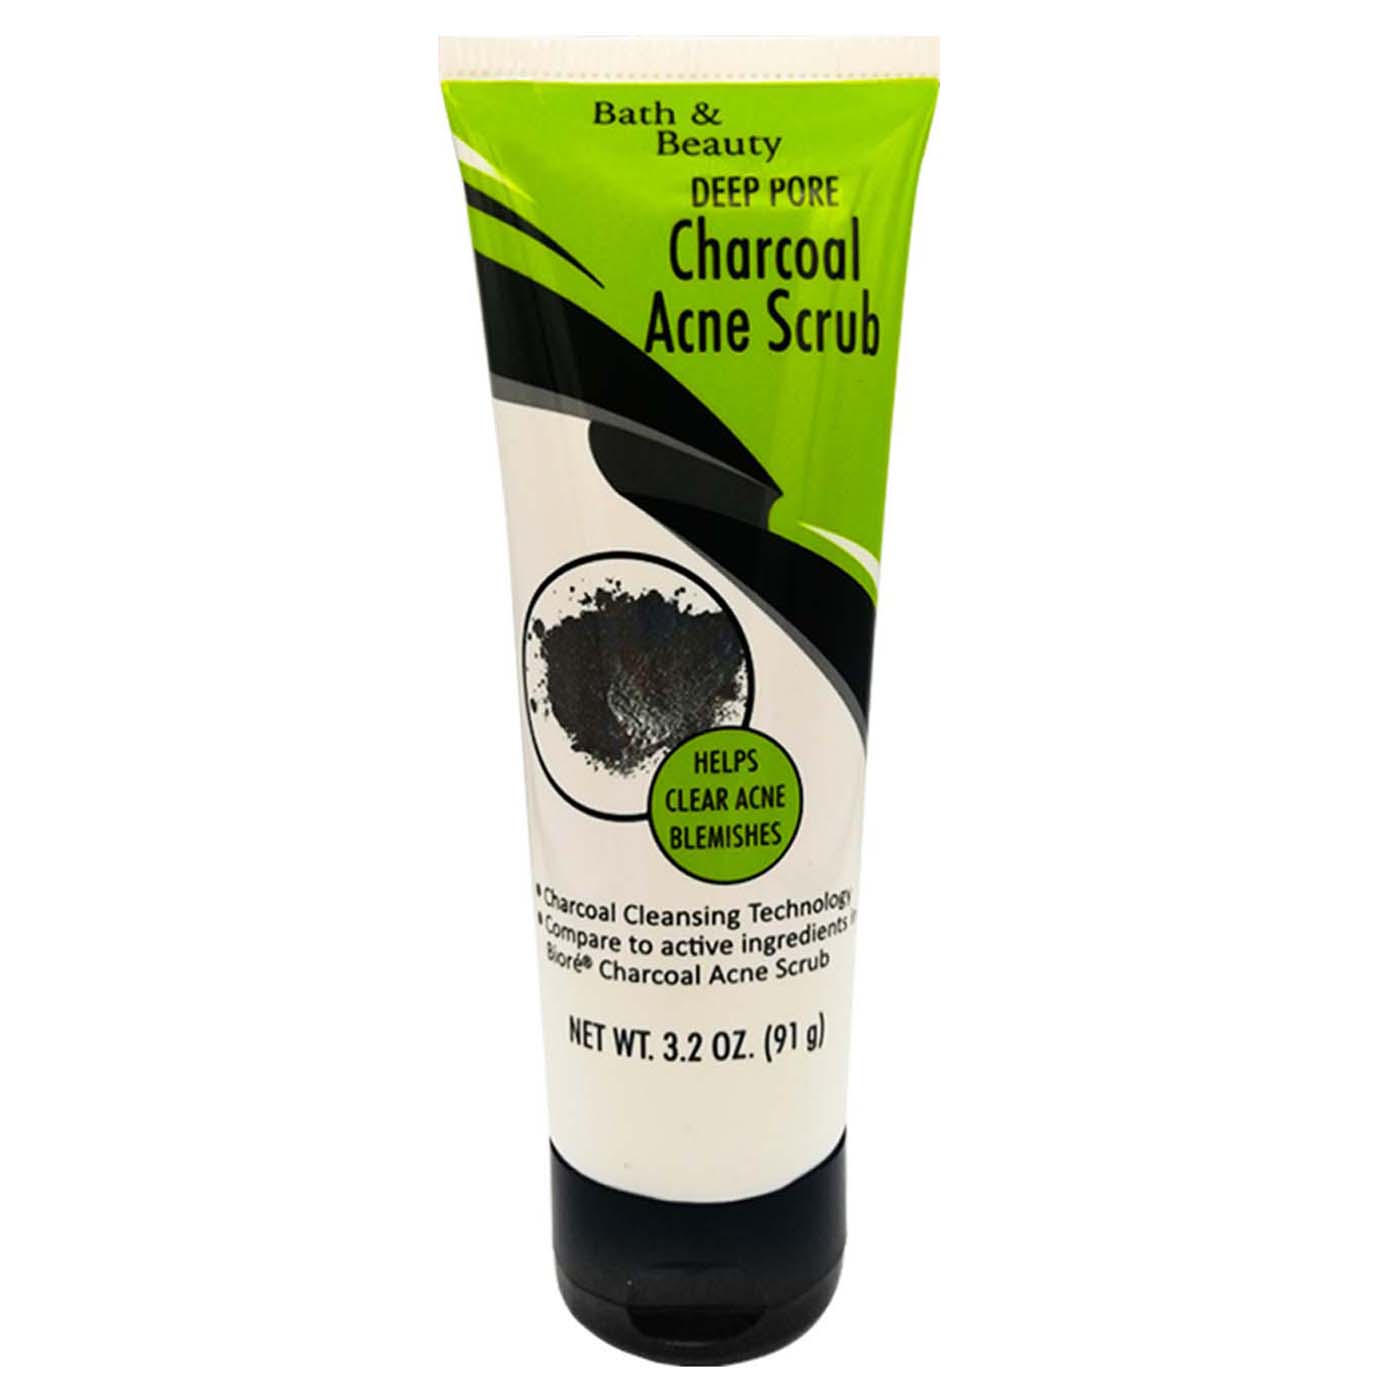 Bath &
Beauty
DEEP PORE
Charcoal
Acne Scrub
HELPS
CLEAR ACNE
BLEMISHES
• Charcoal Cleansing Technology
• Compare to active ingredients in
Bioré® Charcoal Acne Scrub
NET WT. 3.2 OZ. (91 g)